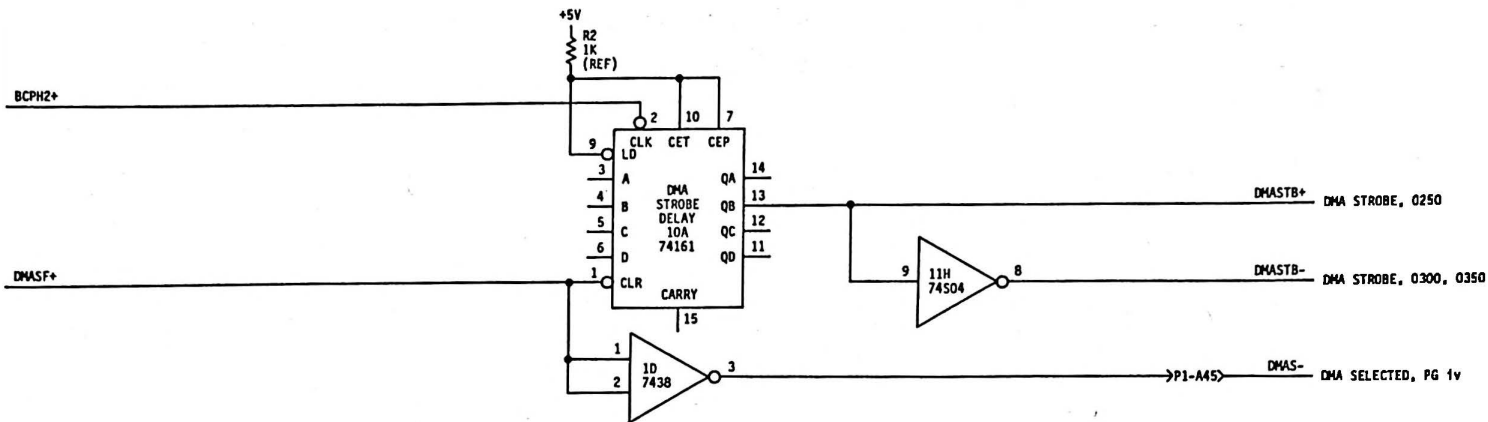 +5V
R2
1K
(REF)
BCPH2+
2
10
7
CLK
CET
CEP
9
LD
3
A
QA
14
4
B
DMA
STROBE
DELAY
10A
74161
QB
13
DMASTB+
DMA STROBE, 0250
5
C
QC
12
6
D
QD
11
DMASF+
1
CLR
CARRY
15
9
11H
74S04
8
DMASTB-
DMA STROBE, 0300, 0350
1
2
1D
7438
3
P1-A45
DMAS-
DMA SELECTED, PG 1v